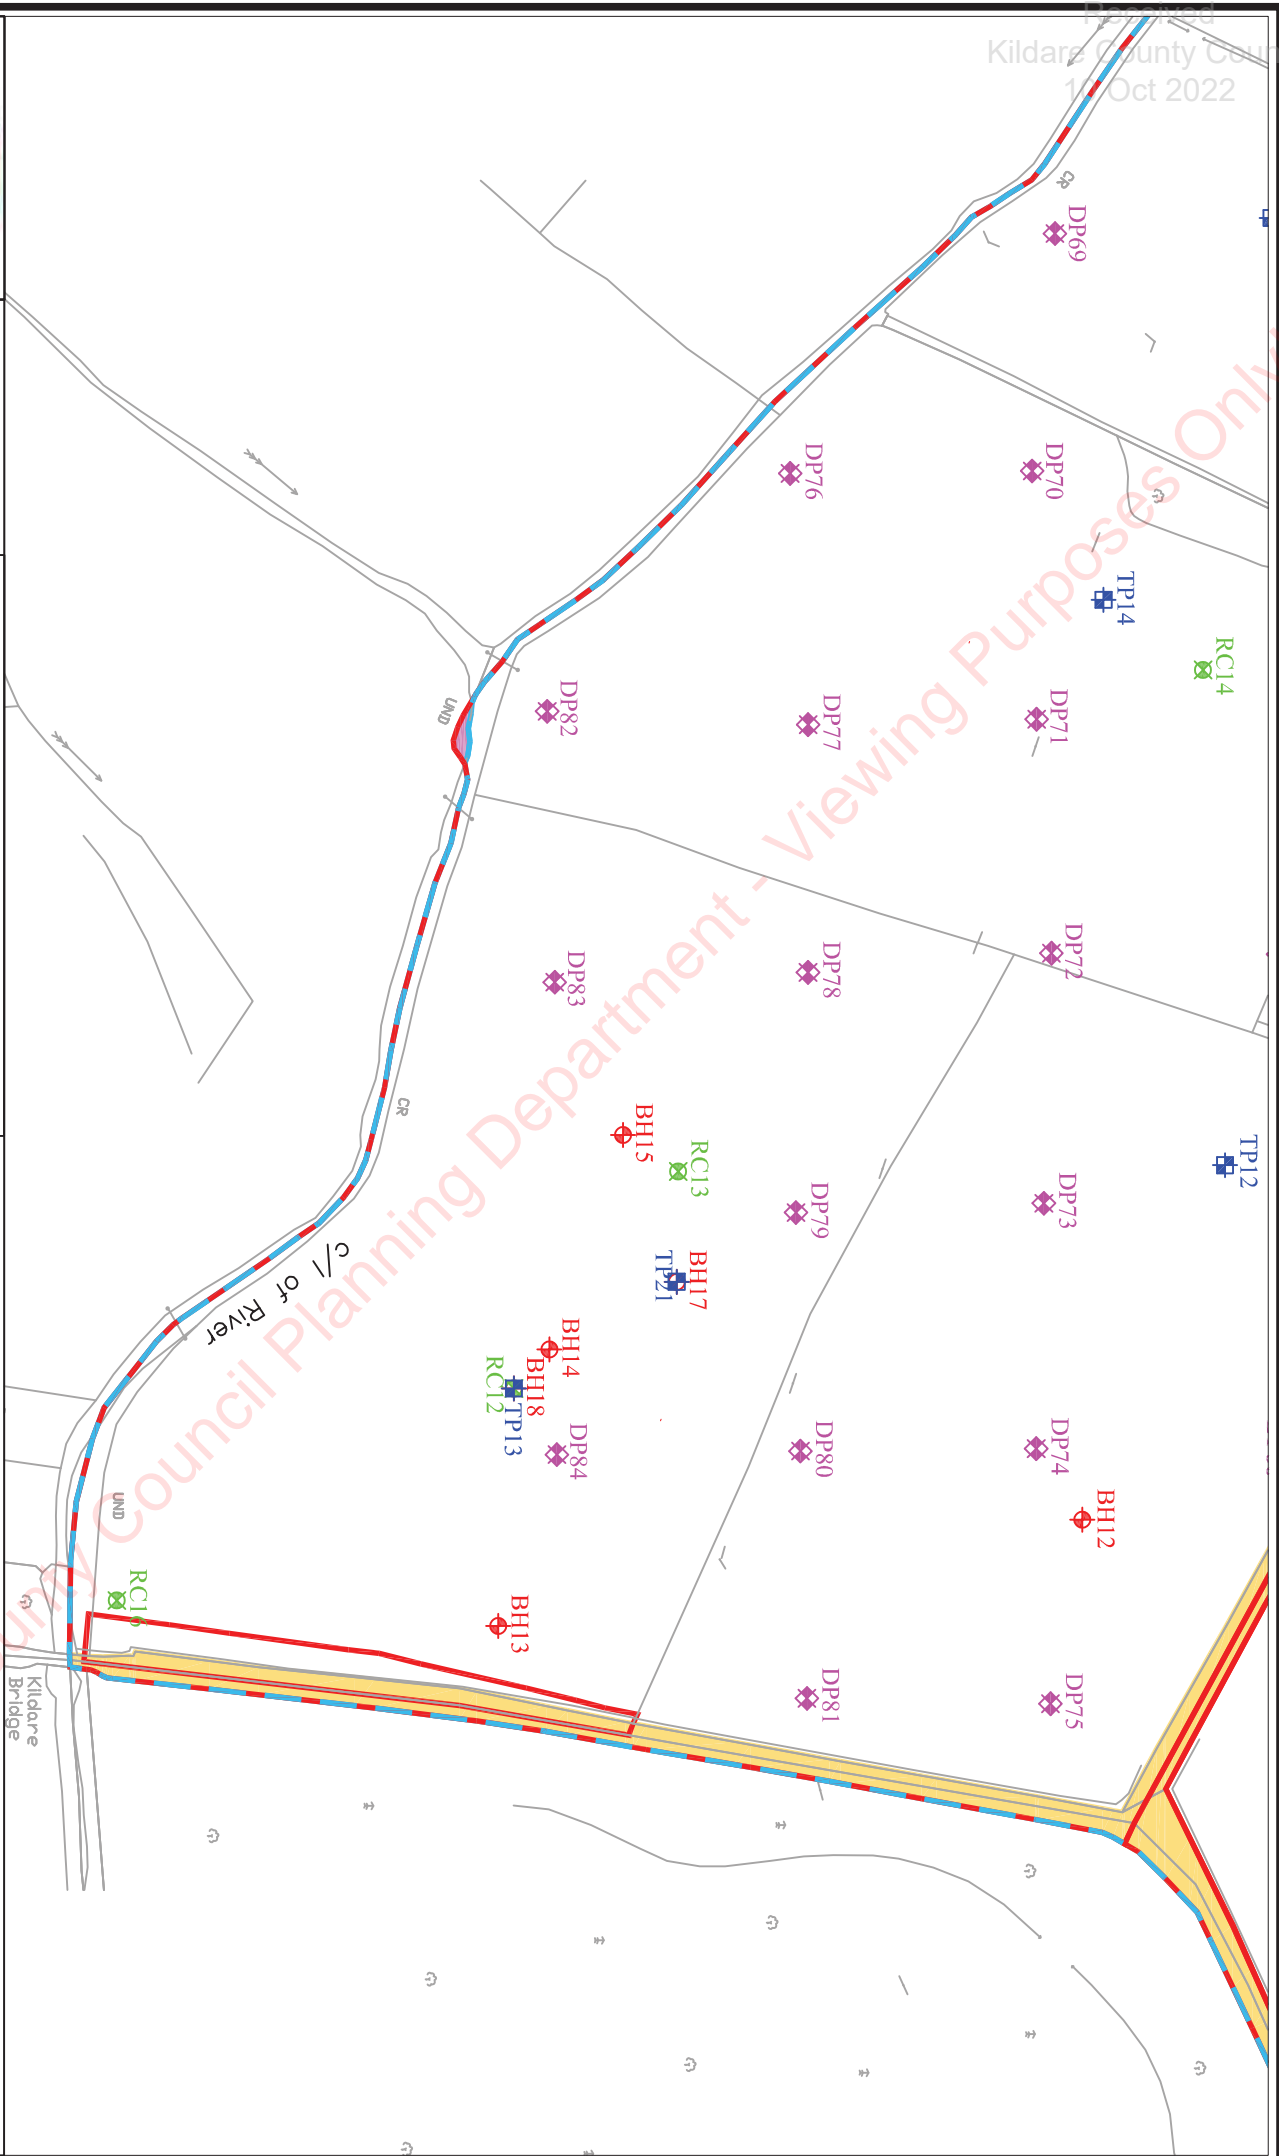 Received
Kildare County Coun
Oct 2022
CR
DP69
DP76
DP70
TP14
RC14
DP82
DP77
DP71
UND
DP83
DP78
DP72
CR
BH15
RC13
DP79
DP73
TP12
c/l of River
TP21
BH17
BH14
BH18
RC12
TP13
DP84
DP80
DP74
BH12
UND
RC16
BH13
DP81
DP75
Kildare
Bridge
unty Council Planning Department - Viewing Purposes Only